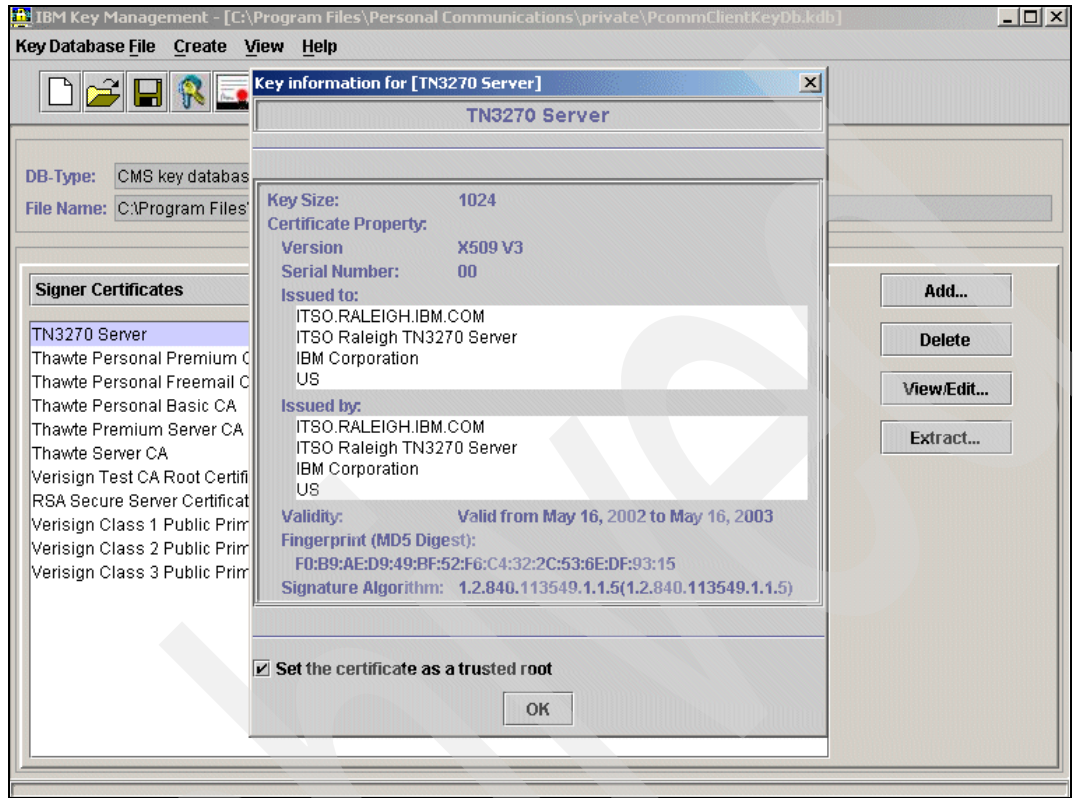 IBM Key Management - [C:\Program Files\Personal Communications\private\PcommClientKeyDb.kdb]
Key Database File Create View Help
Key information for [TN3270 Server]
TN3270 Server
DB-Type: CMS key databas
File Name: C:\Program Files\
Key Size: 1024
Certificate Property:
Version X509 V3
Serial Number: 00
Issued to:
ITSO.RALEIGH.IBM.COM
ITSO Raleigh TN3270 Server
IBM Corporation
US
Issued by:
ITSO.RALEIGH.IBM.COM
ITSO Raleigh TN3270 Server
IBM Corporation
US
Validity: Valid from May 16, 2002 to May 16, 2003
Fingerprint (MD5 Digest):
F0:B9:AE:D9:49:BF:52:F6:C4:32:2C:53:6E:DF:93:15
Signature Algorithm: 1.2.840.113549.1.1.5(1.2.840.113549.1.1.5)
Set the certificate as a trusted root
OK
Signer Certificates
TN3270 Server
Thawte Personal Premium C
Thawte Personal Freemail C
Thawte Personal Basic CA
Thawte Premium Server CA
Thawte Server CA
Verisign Test CA Root Certifi
RSA Secure Server Certificat
Verisign Class 1 Public Prim
Verisign Class 2 Public Prim
Verisign Class 3 Public Prim
Add...
Delete
View/Edit...
Extract...